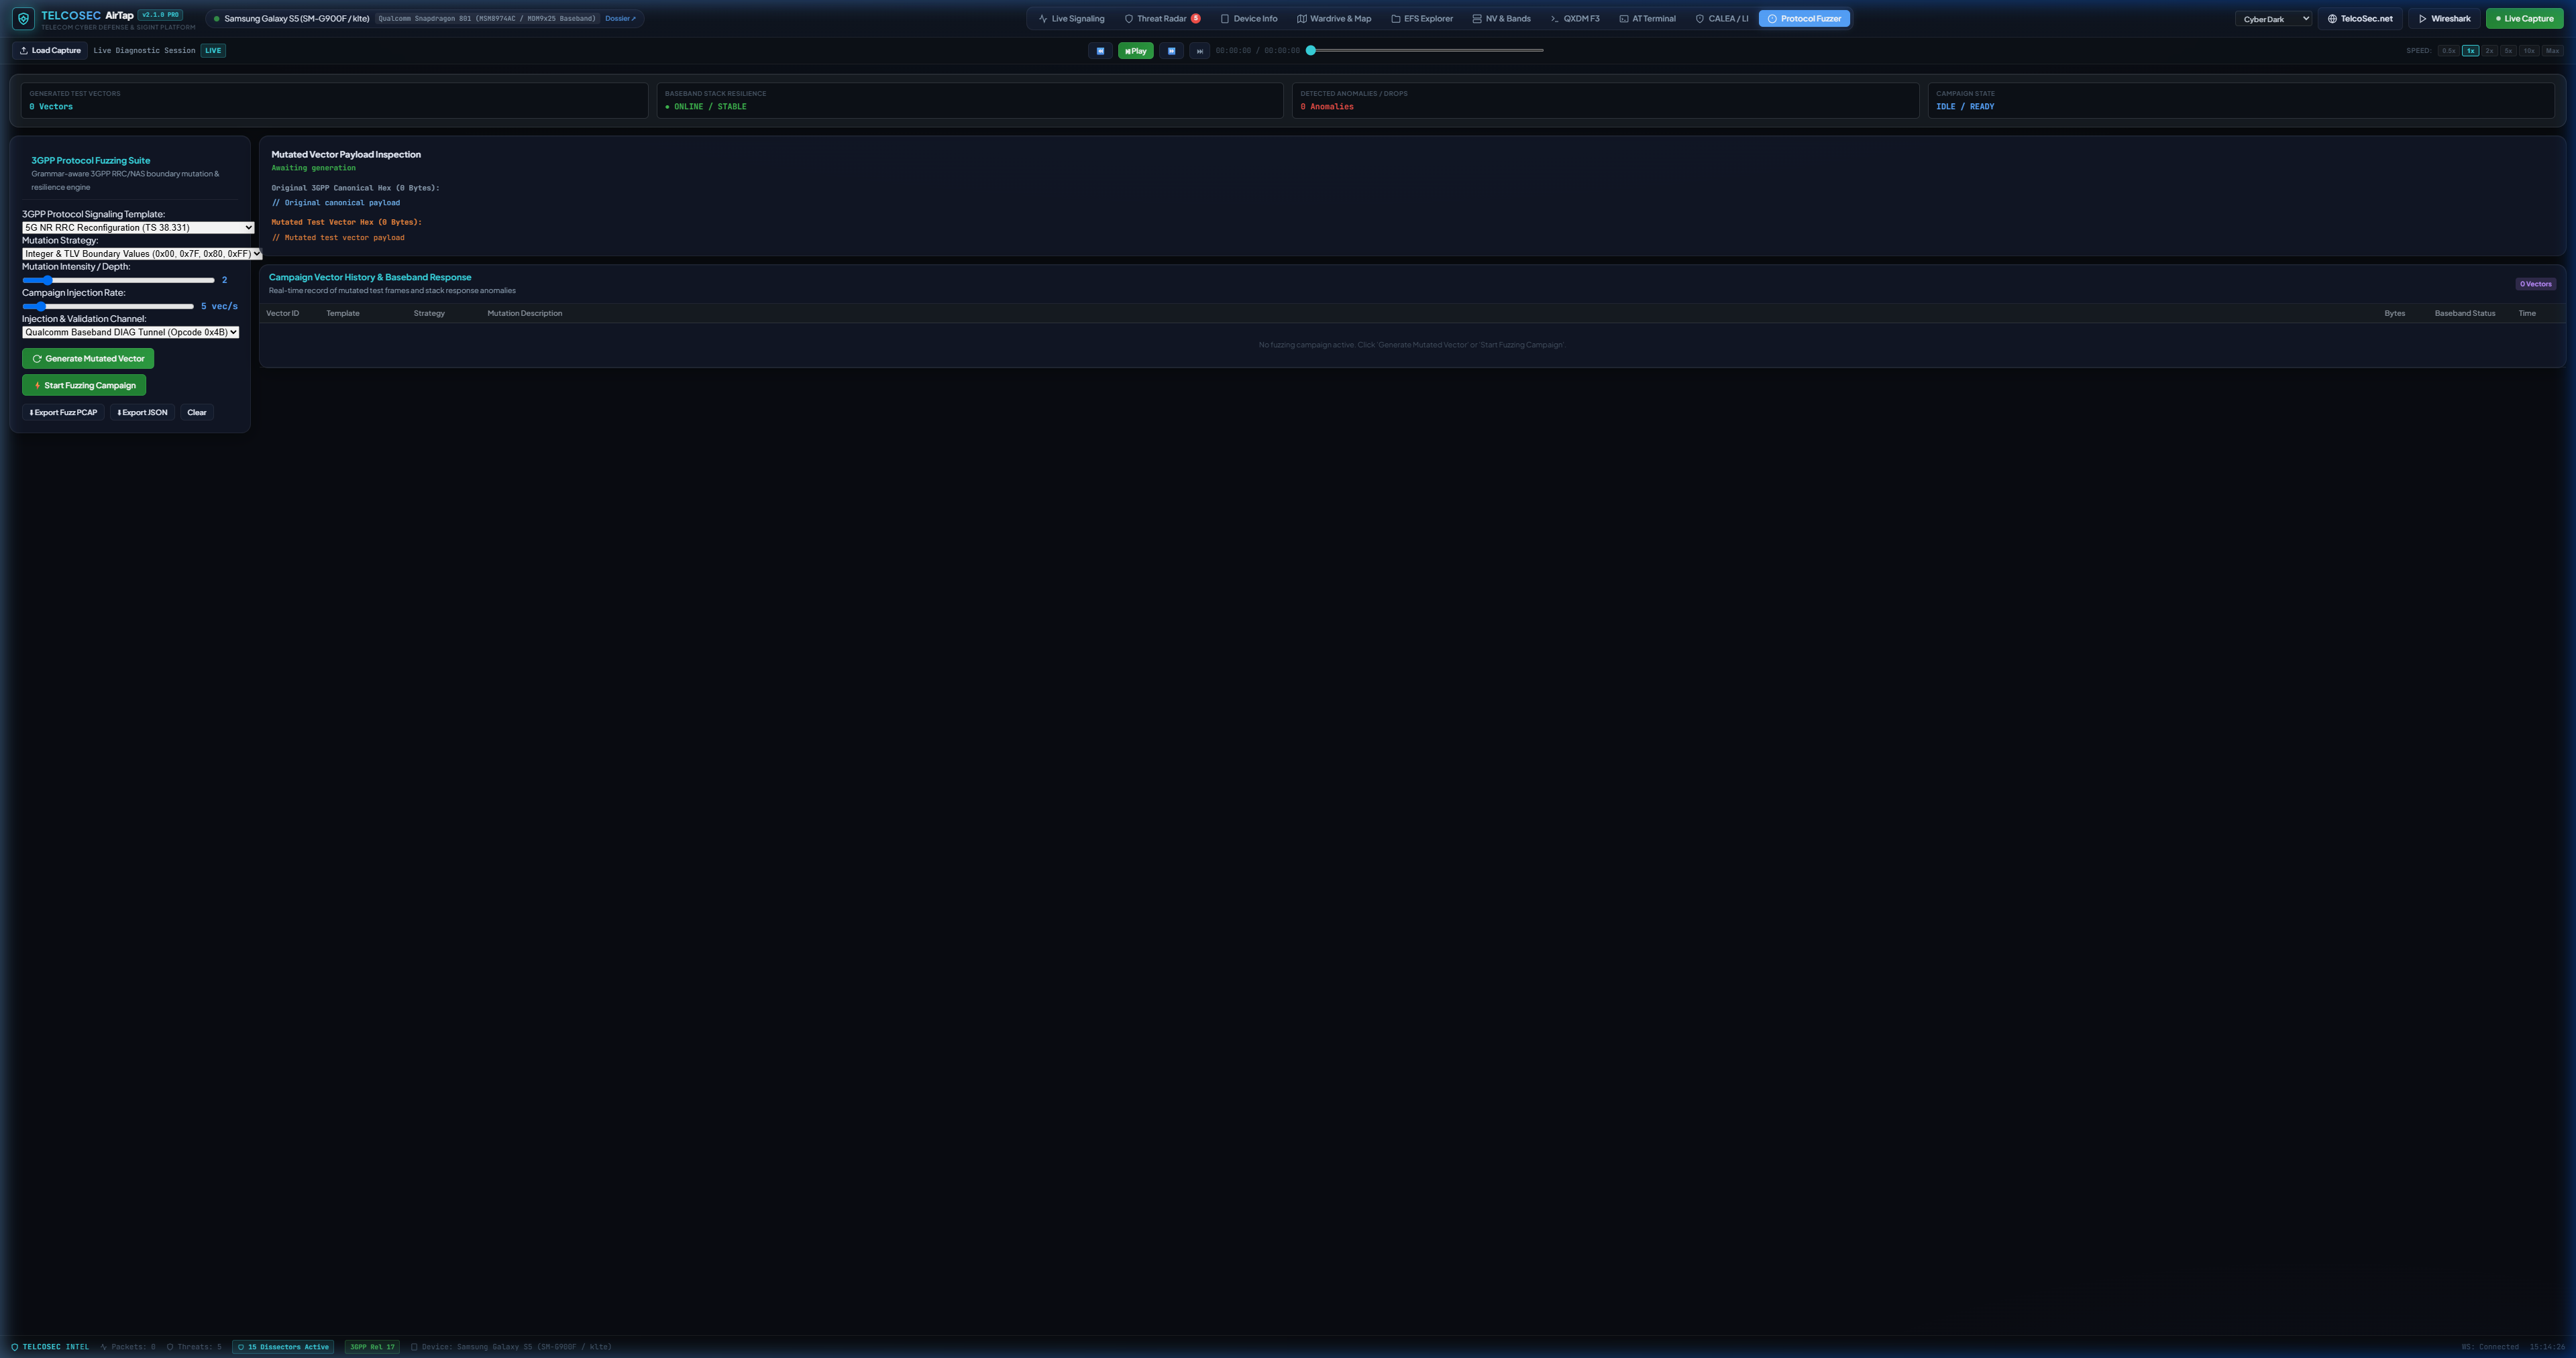 TELCOSEC AirTap v2.1.0 PRO
TELECOM CYBER DEFENSE & SIGINT PLATFORM
Samsung Galaxy S5 (SM-G900F / klte) Qualcomm Snapdragon 801 (MSM8974AC / MDM9x25 Baseband) Dossier ↗
Live Signaling Threat Radar 5 Device Info Wardrive & Map EFS Explorer NV & Bands QXDM F3 AT Terminal CALEA / LI Protocol Fuzzer
Cyber Dark TelcoSec.net Wireshark Live Capture
Load Capture Live Diagnostic Session LIVE
Play 00:00:00 / 00:00:00
SPEED: 0.5x 1x 2x 5x 10x Max
GENERATED TEST VECTORS
0 Vectors
BASEBAND STACK RESILIENCE
● ONLINE / STABLE
DETECTED ANOMALIES / DROPS
0 Anomalies
CAMPAIGN STATE
IDLE / READY
3GPP Protocol Fuzzing Suite
Grammar-aware 3GPP RRC/NAS boundary mutation &
resilience engine
3GPP Protocol Signaling Template:
5G NR RRC Reconfiguration (TS 38.331)
Mutation Strategy:
Integer & TLV Boundary Values (0x00, 0x7F, 0x80, 0xFF)
Mutation Intensity / Depth:
2
Campaign Injection Rate:
5 vec/s
Injection & Validation Channel:
Qualcomm Baseband DIAG Tunnel (Opcode 0x4B)
Generate Mutated Vector
Start Fuzzing Campaign
⬇ Export Fuzz PCAP ⬇ Export JSON Clear
Mutated Vector Payload Inspection
Awaiting generation
Original 3GPP Canonical Hex (0 Bytes):
// Original canonical payload
Mutated Test Vector Hex (0 Bytes):
// Mutated test vector payload
Campaign Vector History & Baseband Response
Real-time record of mutated test frames and stack response anomalies
0 Vectors
Vector ID Template Strategy Mutation Description Bytes Baseband Status Time
No fuzzing campaign active. Click 'Generate Mutated Vector' or 'Start Fuzzing Campaign'.
TELCOSEC INTEL Packets: 0 Threats: 5 15 Dissectors Active 3GPP Rel 17 Device: Samsung Galaxy S5 (SM-G900F / klte)
WS: Connected 15:14:26